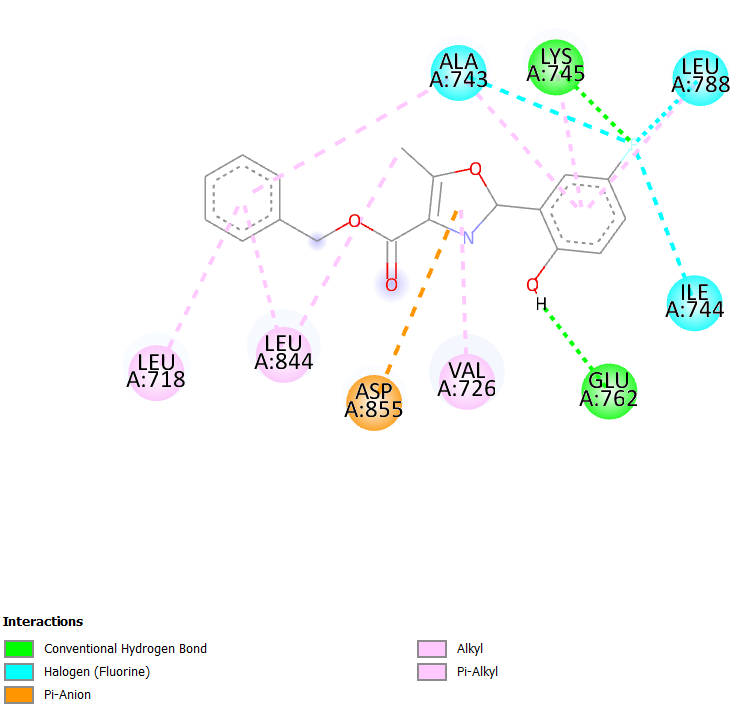 ALA
A:743
LYS
A:745
LEU
A:788
F
O
O
N
O
O
H
ILE
A:744
LEU
A:844
LEU
A:718
VAL
A:726
ASP
A:855
GLU
A:762
Interactions
Conventional Hydrogen Bond
Halogen (Fluorine)
Pi-Anion
Alkyl
Pi-Alkyl